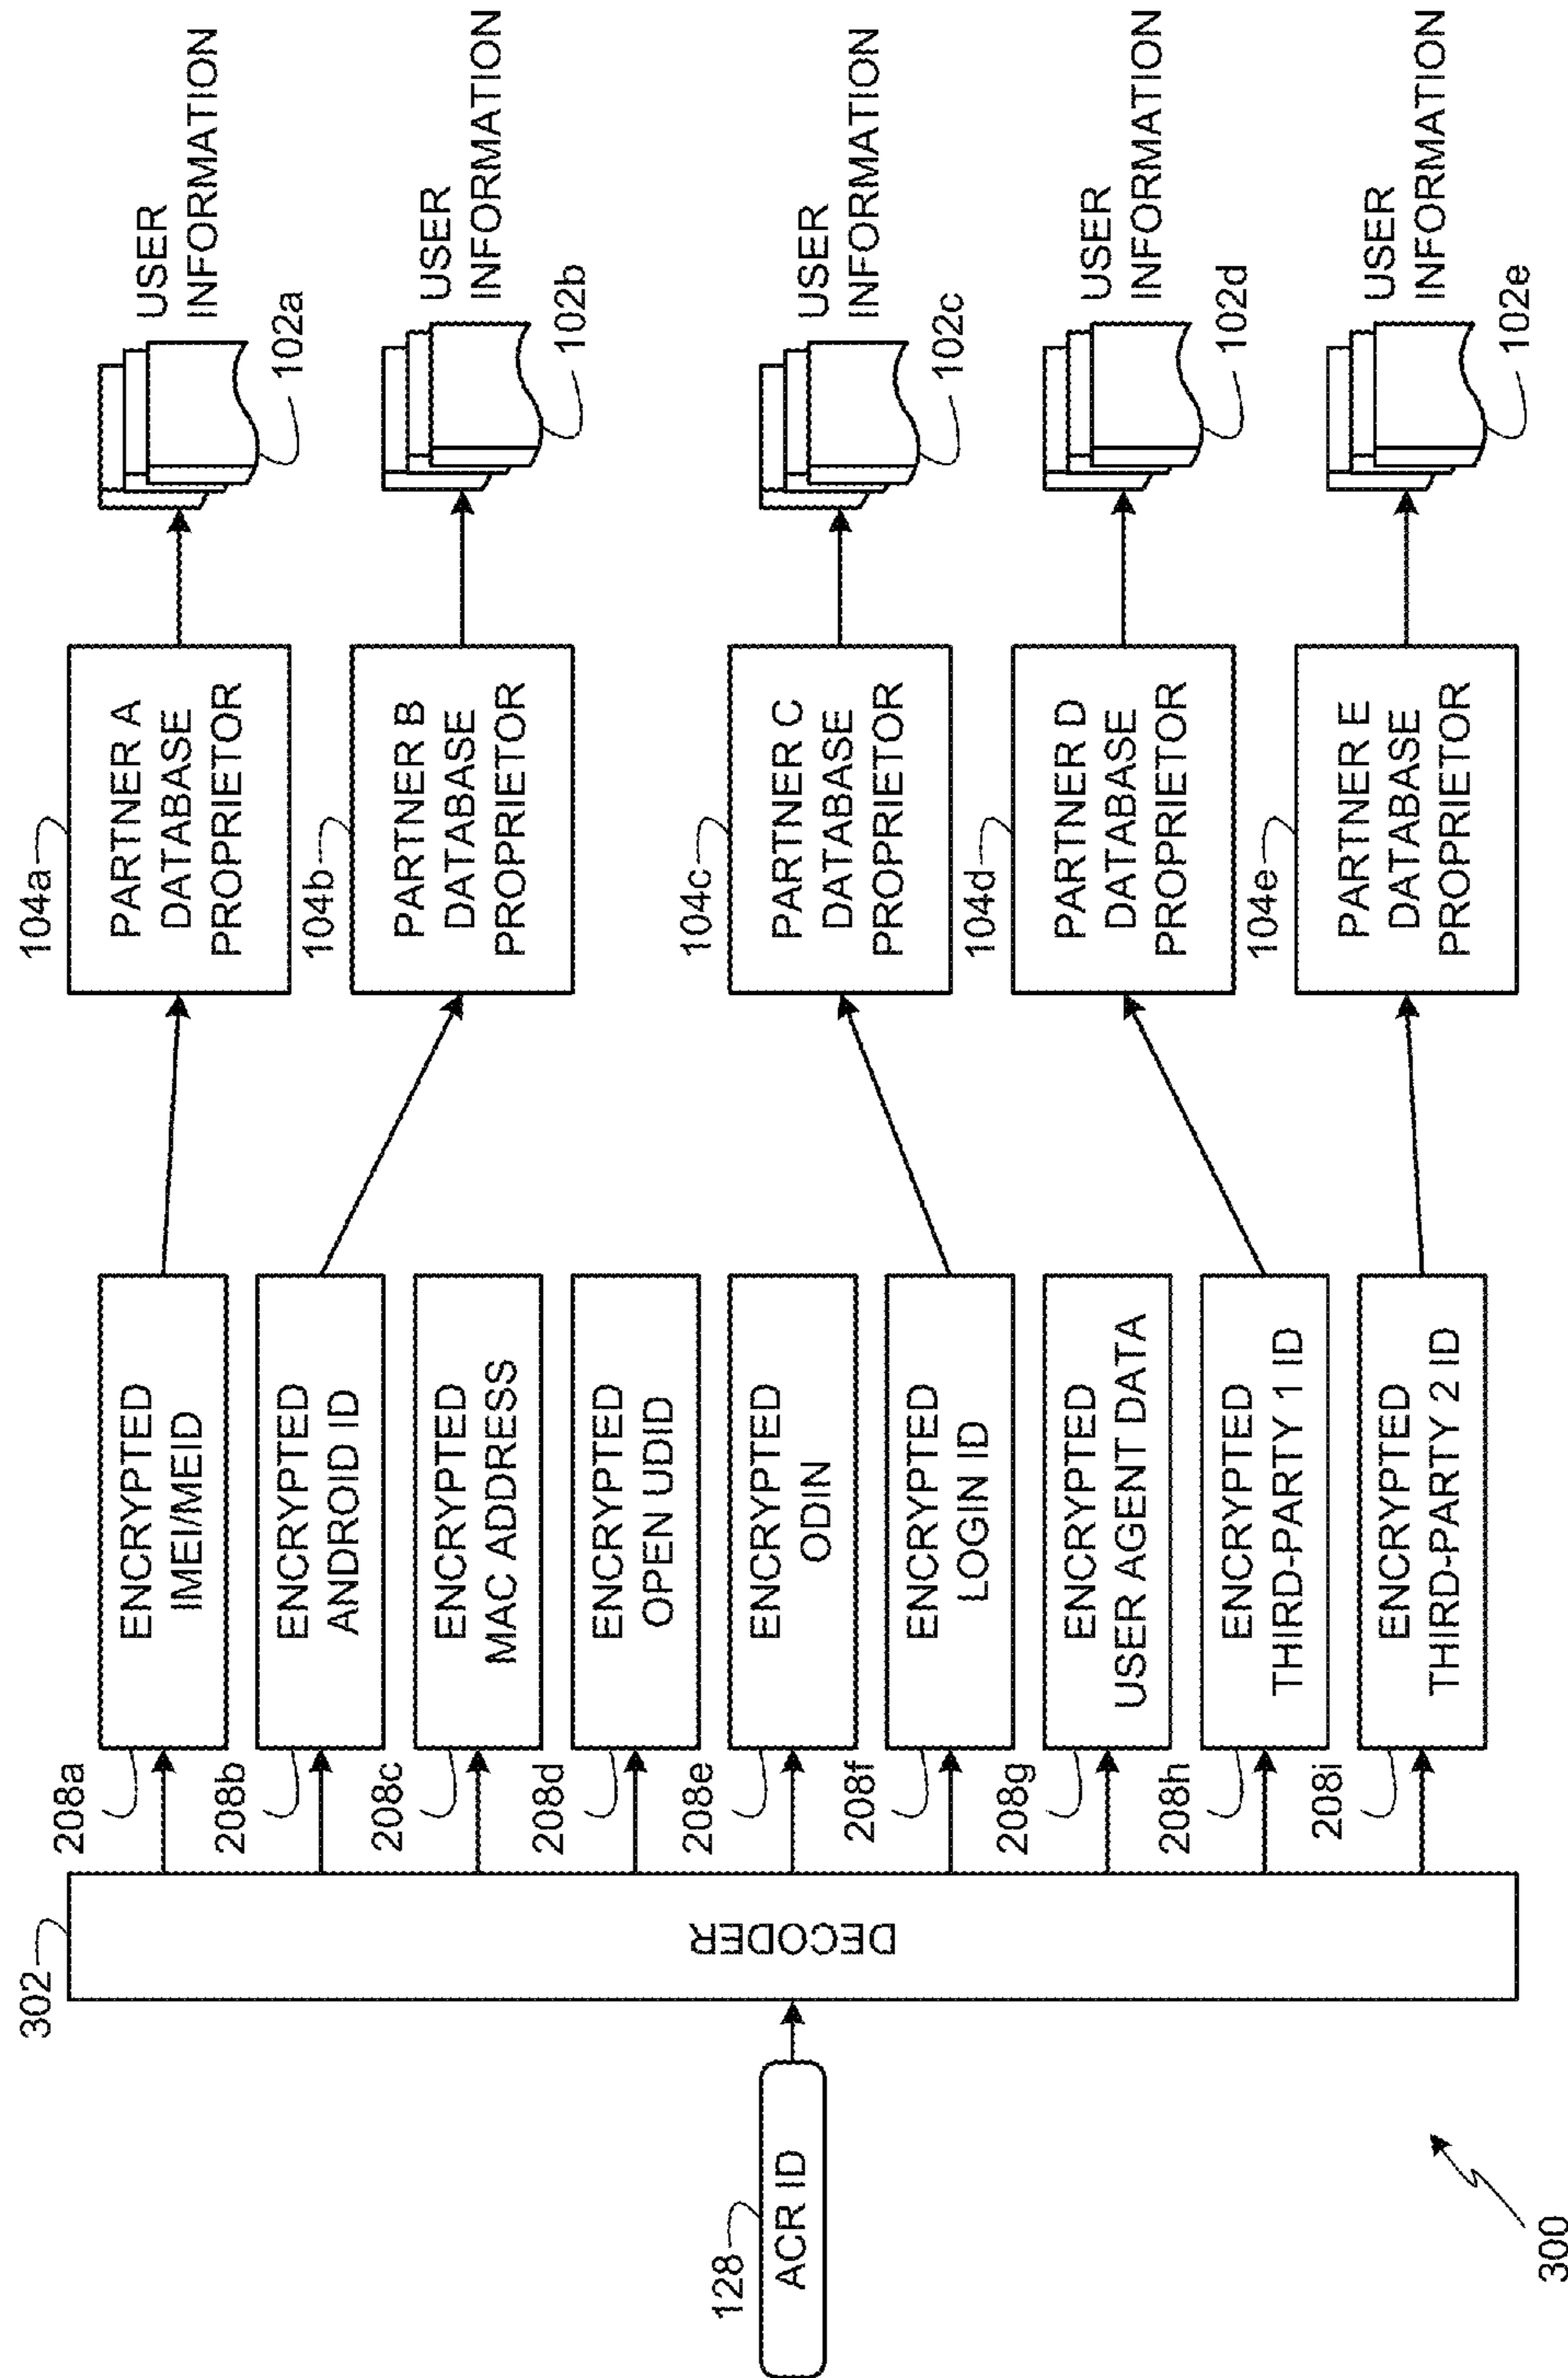 128
ACR ID
300
302
DECODER
208a
ENCRYPTED
IMEI/MEID
208b
ENCRYPTED
ANDROID ID
208c
ENCRYPTED
MAC ADDRESS
208d
ENCRYPTED
OPEN UDID
208e
ENCRYPTED
ODIN
208f
ENCRYPTED
LOGIN ID
208g
ENCRYPTED
USER AGENT DATA
208h
ENCRYPTED
THIRD-PARTY 1 ID
208i
ENCRYPTED
THIRD-PARTY 2 ID
104a
PARTNER A
DATABASE
PROPRIETOR
104b
PARTNER B
DATABASE
PROPRIETOR
104c
PARTNER C
DATABASE
PROPRIETOR
104d
PARTNER D
DATABASE
PROPRIETOR
104e
PARTNER E
DATABASE
PROPRIETOR
USER
INFORMATION
102a
USER
INFORMATION
102b
USER
INFORMATION
102c
USER
INFORMATION
102d
USER
INFORMATION
102e